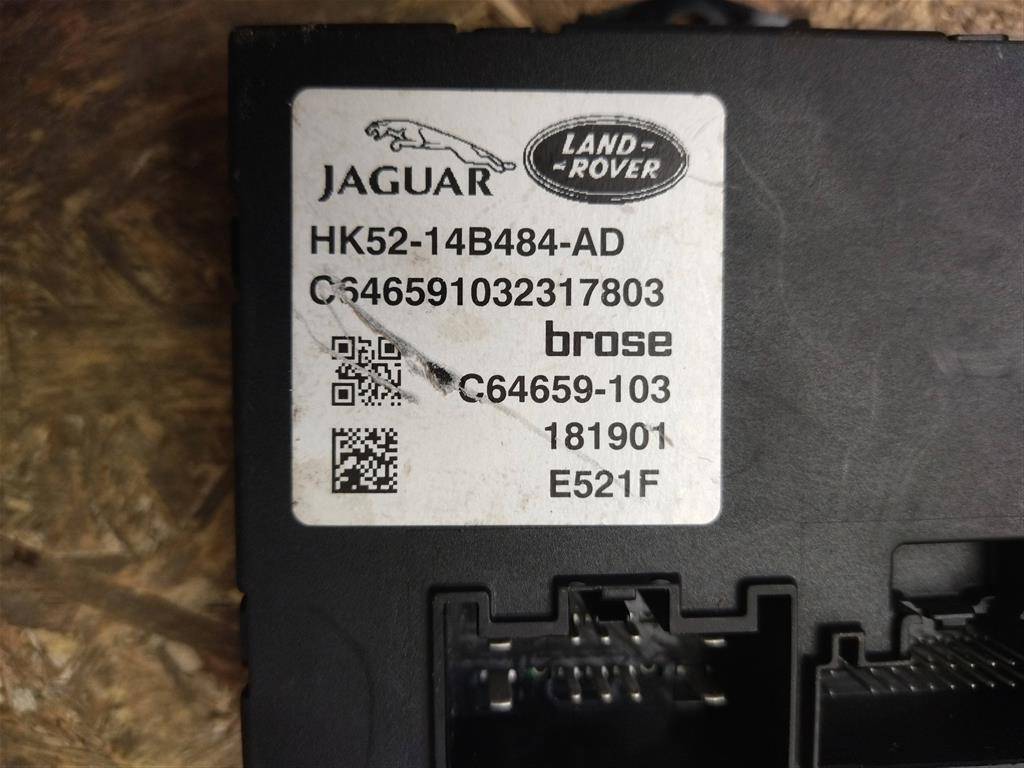 JAGUAR
LAND-
-ROVER
HK52-14B484-AD
C646591032317803
brose
C64659-103
181901
E521F